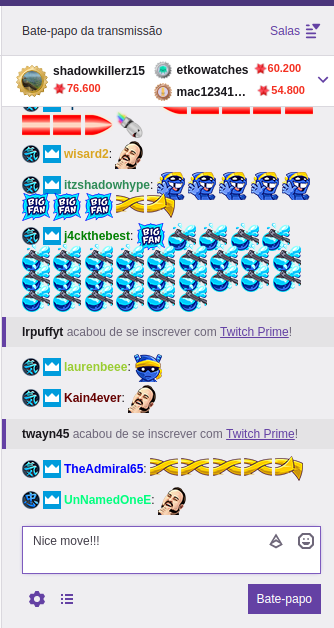 Bate-papo da transmissão
Salas
shadowkillerz15
76.600
etkowatches
60.200
mac12341...
54.800
wisard2:
itzshadowhype:
BIG FAN BIG FAN BIG FAN
j4ckthebest: BIG FAN
lrpuffyt acabou de se inscrever com Twitch Prime!
laurenbeee:
Kain4ever:
twayn45 acabou de se inscrever com Twitch Prime!
TheAdmiral65:
UnNamedOneE:
Nice move!!!
Bate-papo